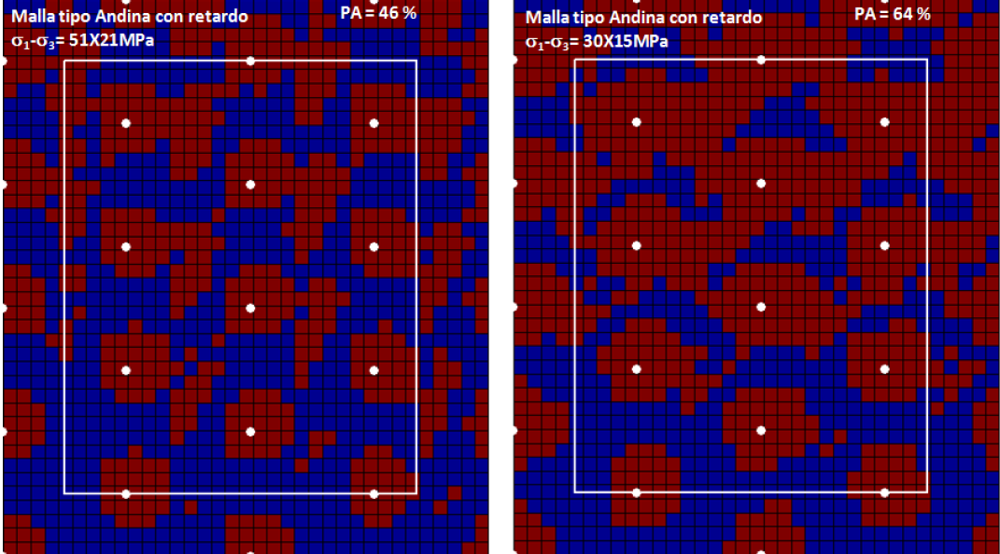 Malla tipo Andina con retardo
PA = 46 %
σ₁-σ₃= 51X21MPa
Malla tipo Andina con retardo
PA = 64 %
σ₁-σ₃= 30X15MPa